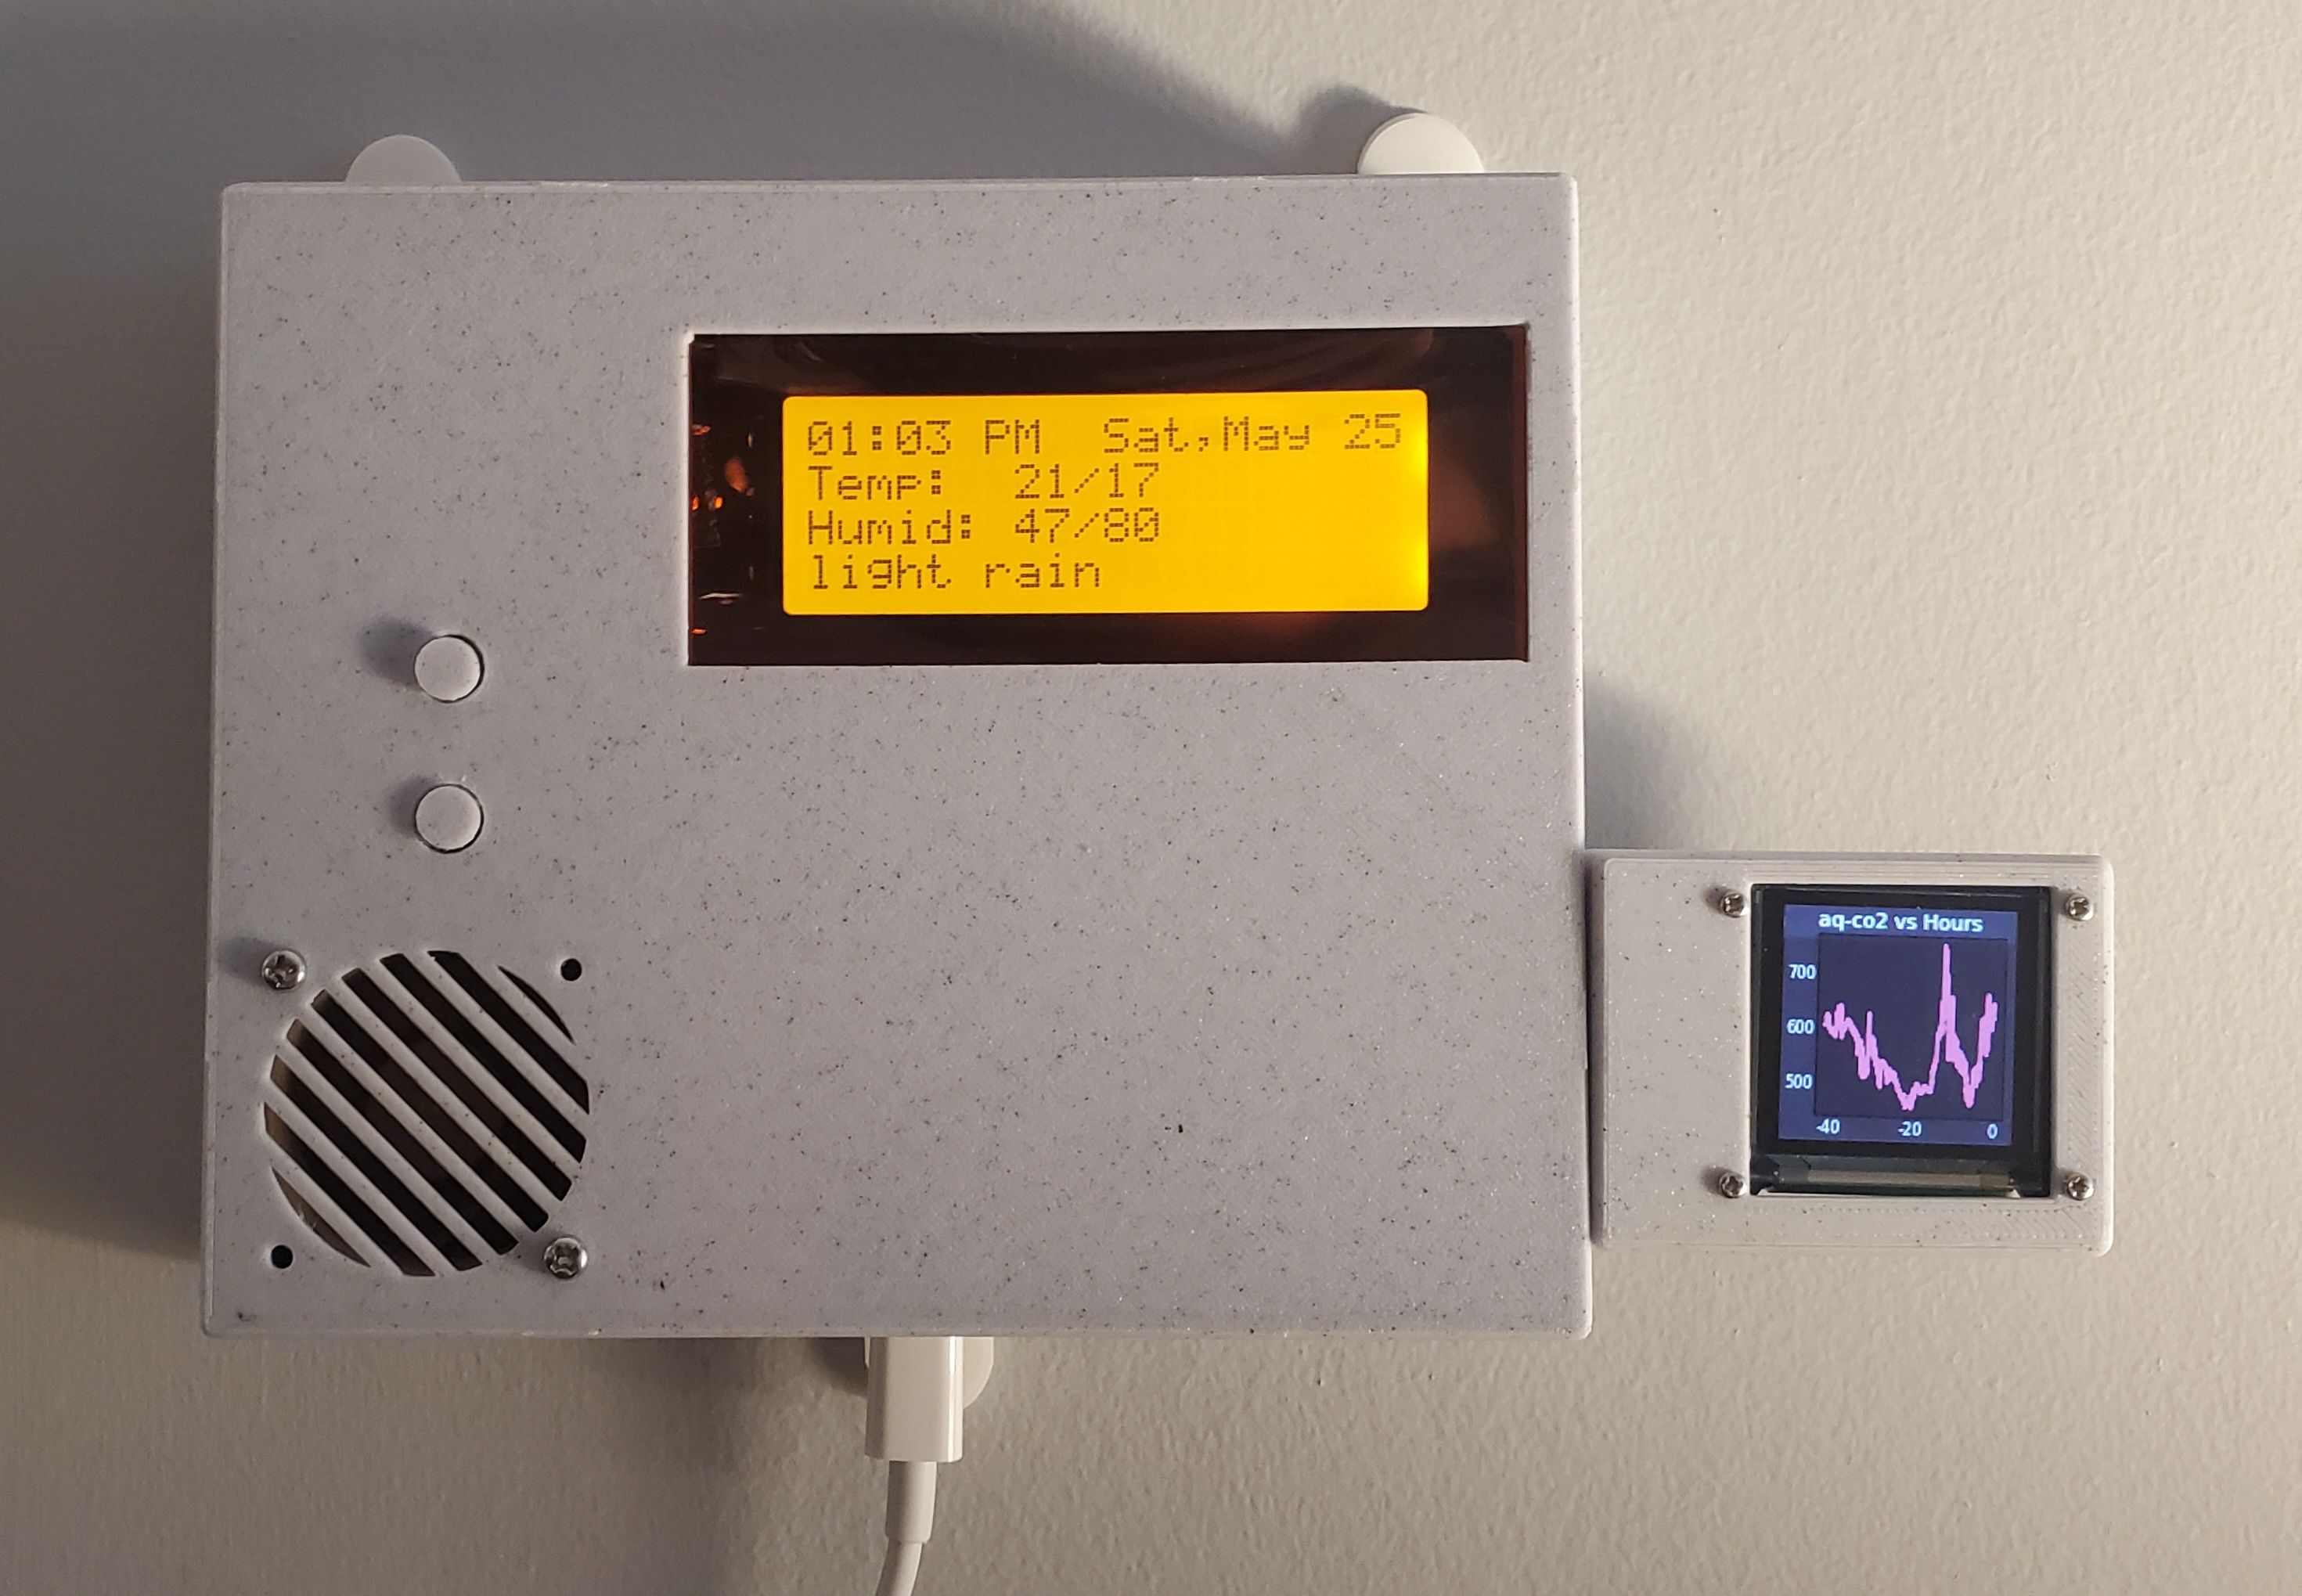 01:03 PM  Sat,May 25
Temp:  21/17
Humid: 47/80
light rain
aq-co2 vs Hours
700
600
500
-40 -20 0